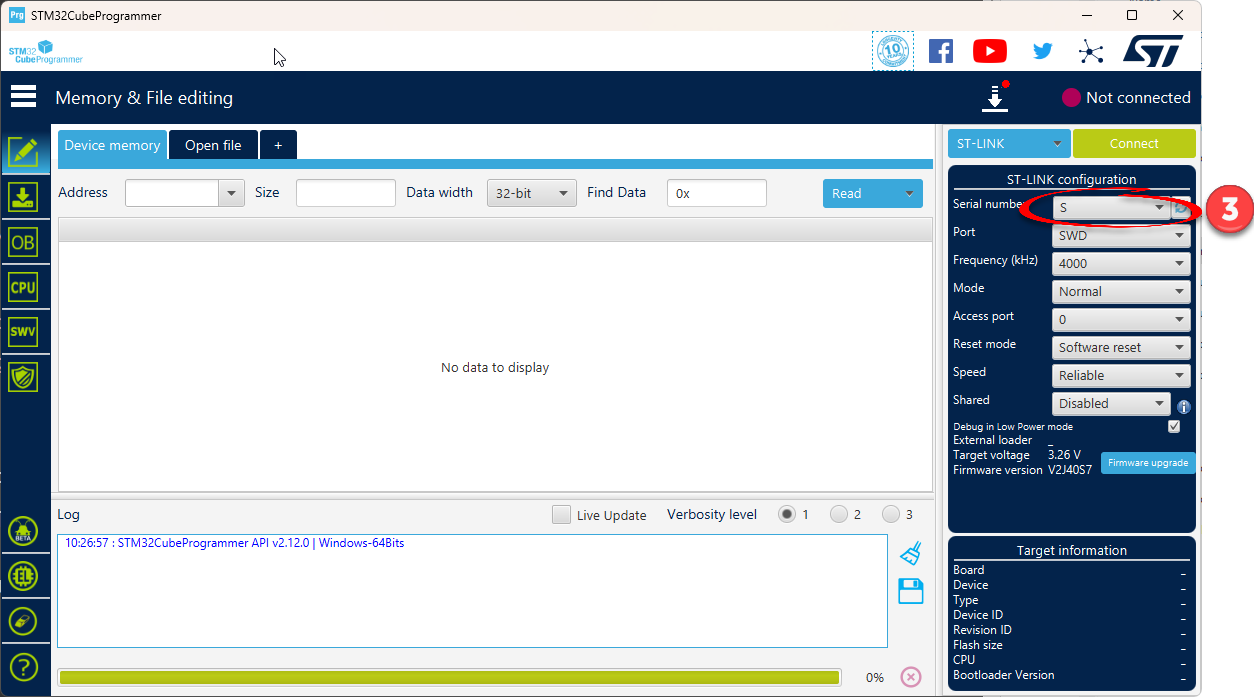 Prg STM32CubeProgrammer
STM32
CubeProgrammer
10
Memory & File editing
Not connected
Device memory Open file +
ST-LINK Connect
Address Size Data width 32-bit Find Data 0x Read
ST-LINK configuration
Serial number S
3
Port SWD
Frequency (kHz) 4000
Mode Normal
Access port 0
Reset mode Software reset
Speed Reliable
Shared Disabled
Debug in Low Power mode
External loader _
Target voltage 3.26 V
Firmware version V2J40S7
Firmware upgrade
OB
CPU
SWV
No data to display
Log Live Update Verbosity level 1 2 3
10:26:57 : STM32CubeProgrammer API v2.12.0 | Windows-64Bits
BETA
EL
?
0%
Target information
Board _
Device _
Type _
Device ID _
Revision ID _
Flash size _
CPU _
Bootloader Version _